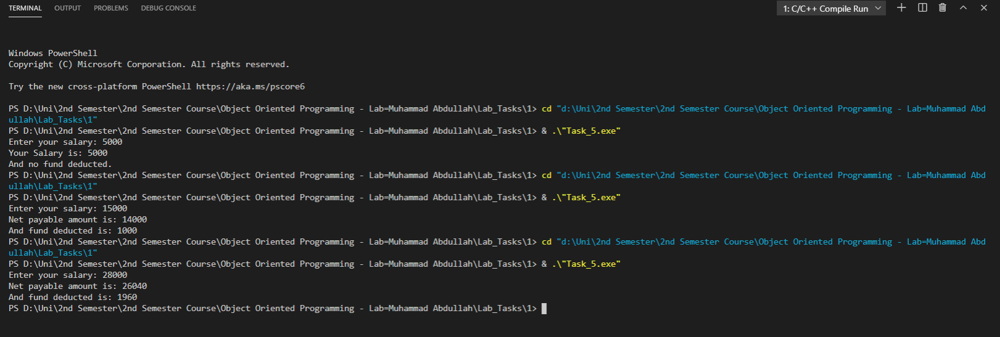 TERMINAL OUTPUT PROBLEMS DEBUG CONSOLE 1: C/C++ Compile Run
Windows PowerShell
Copyright (C) Microsoft Corporation. All rights reserved.
Try the new cross-platform PowerShell https://aka.ms/pscore6
PS D:\Uni\2nd Semester\2nd Semester Course\Object Oriented Programming - Lab=Muhammad Abdullah\Lab_Tasks\1> cd "d:\Uni\2nd Semester\2nd Semester Course\Object Oriented Programming - Lab=Muhammad Abd
ullah\Lab_Tasks\1"
PS D:\Uni\2nd Semester\2nd Semester Course\Object Oriented Programming - Lab=Muhammad Abdullah\Lab_Tasks\1> & .\"Task_5.exe"
Enter your salary: 5000
Your Salary is: 5000
And no fund deducted.
PS D:\Uni\2nd Semester\2nd Semester Course\Object Oriented Programming - Lab=Muhammad Abdullah\Lab_Tasks\1> cd "d:\Uni\2nd Semester\2nd Semester Course\Object Oriented Programming - Lab=Muhammad Abd
ullah\Lab_Tasks\1"
PS D:\Uni\2nd Semester\2nd Semester Course\Object Oriented Programming - Lab=Muhammad Abdullah\Lab_Tasks\1> & .\"Task_5.exe"
Enter your salary: 15000
Net payable amount is: 14000
And fund deducted is: 1000
PS D:\Uni\2nd Semester\2nd Semester Course\Object Oriented Programming - Lab=Muhammad Abdullah\Lab_Tasks\1> cd "d:\Uni\2nd Semester\2nd Semester Course\Object Oriented Programming - Lab=Muhammad Abd
ullah\Lab_Tasks\1"
PS D:\Uni\2nd Semester\2nd Semester Course\Object Oriented Programming - Lab=Muhammad Abdullah\Lab_Tasks\1> & .\"Task_5.exe"
Enter your salary: 28000
Net payable amount is: 26040
And fund deducted is: 1960
PS D:\Uni\2nd Semester\2nd Semester Course\Object Oriented Programming - Lab=Muhammad Abdullah\Lab_Tasks\1>